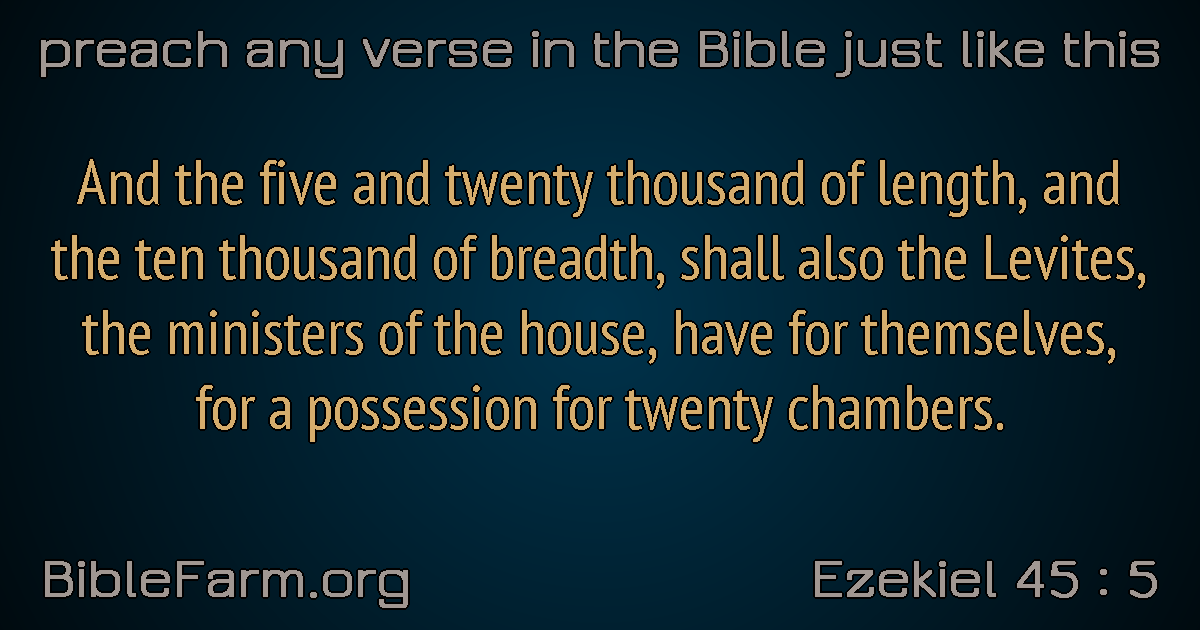 preach any verse in the Bible just like this
And the five and twenty thousand of length, and
the ten thousand of breadth, shall also the Levites,
the ministers of the house, have for themselves,
for a possession for twenty chambers.
BibleFarm.org
Ezekiel 45 : 5